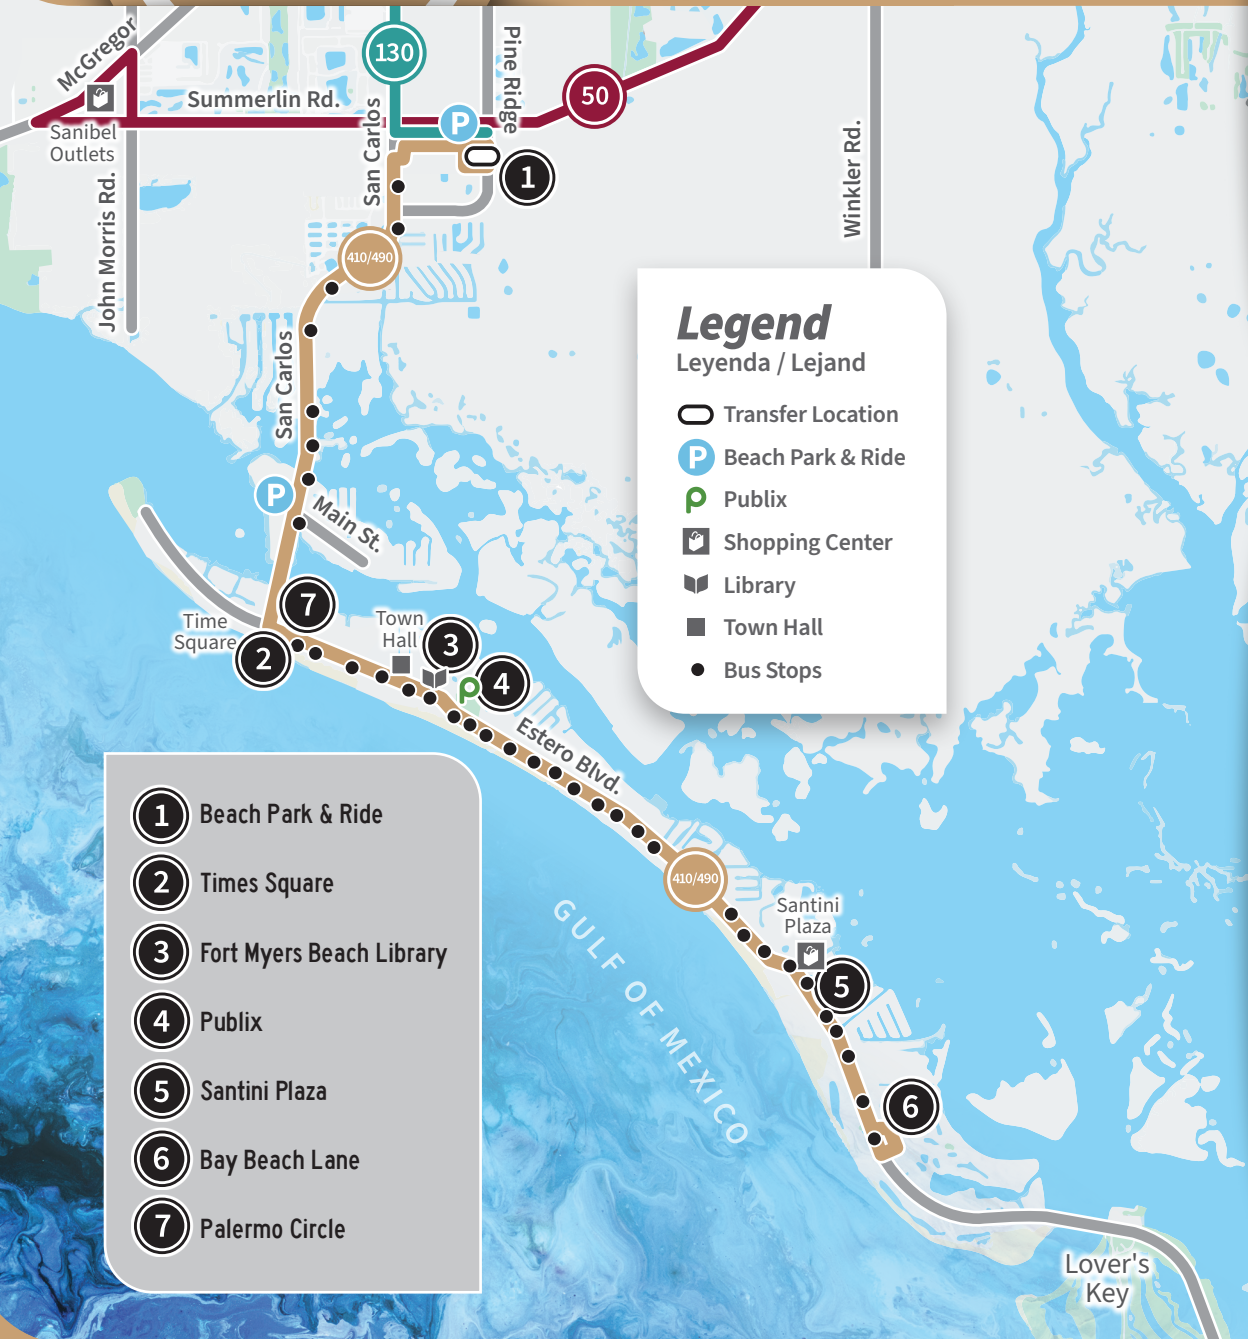 McGregor
130
Pine Ridge
50
Summerlin Rd.
P
San Carlos
Sanibel
Outlets
1
John Morris Rd.
Winkler Rd.
410/490
San Carlos
Legend
Leyenda / Lejand
Transfer Location
P Beach Park & Ride
Publix
Shopping Center
Library
Town Hall
Bus Stops
P
Main St.
7
Time
Square
2
Town
Hall
3
4
Estero Blvd.
410/490
Santini
Plaza
5
6
GULF OF MEXICO
Lover's
Key
1 Beach Park & Ride
2 Times Square
3 Fort Myers Beach Library
4 Publix
5 Santini Plaza
6 Bay Beach Lane
7 Palermo Circle